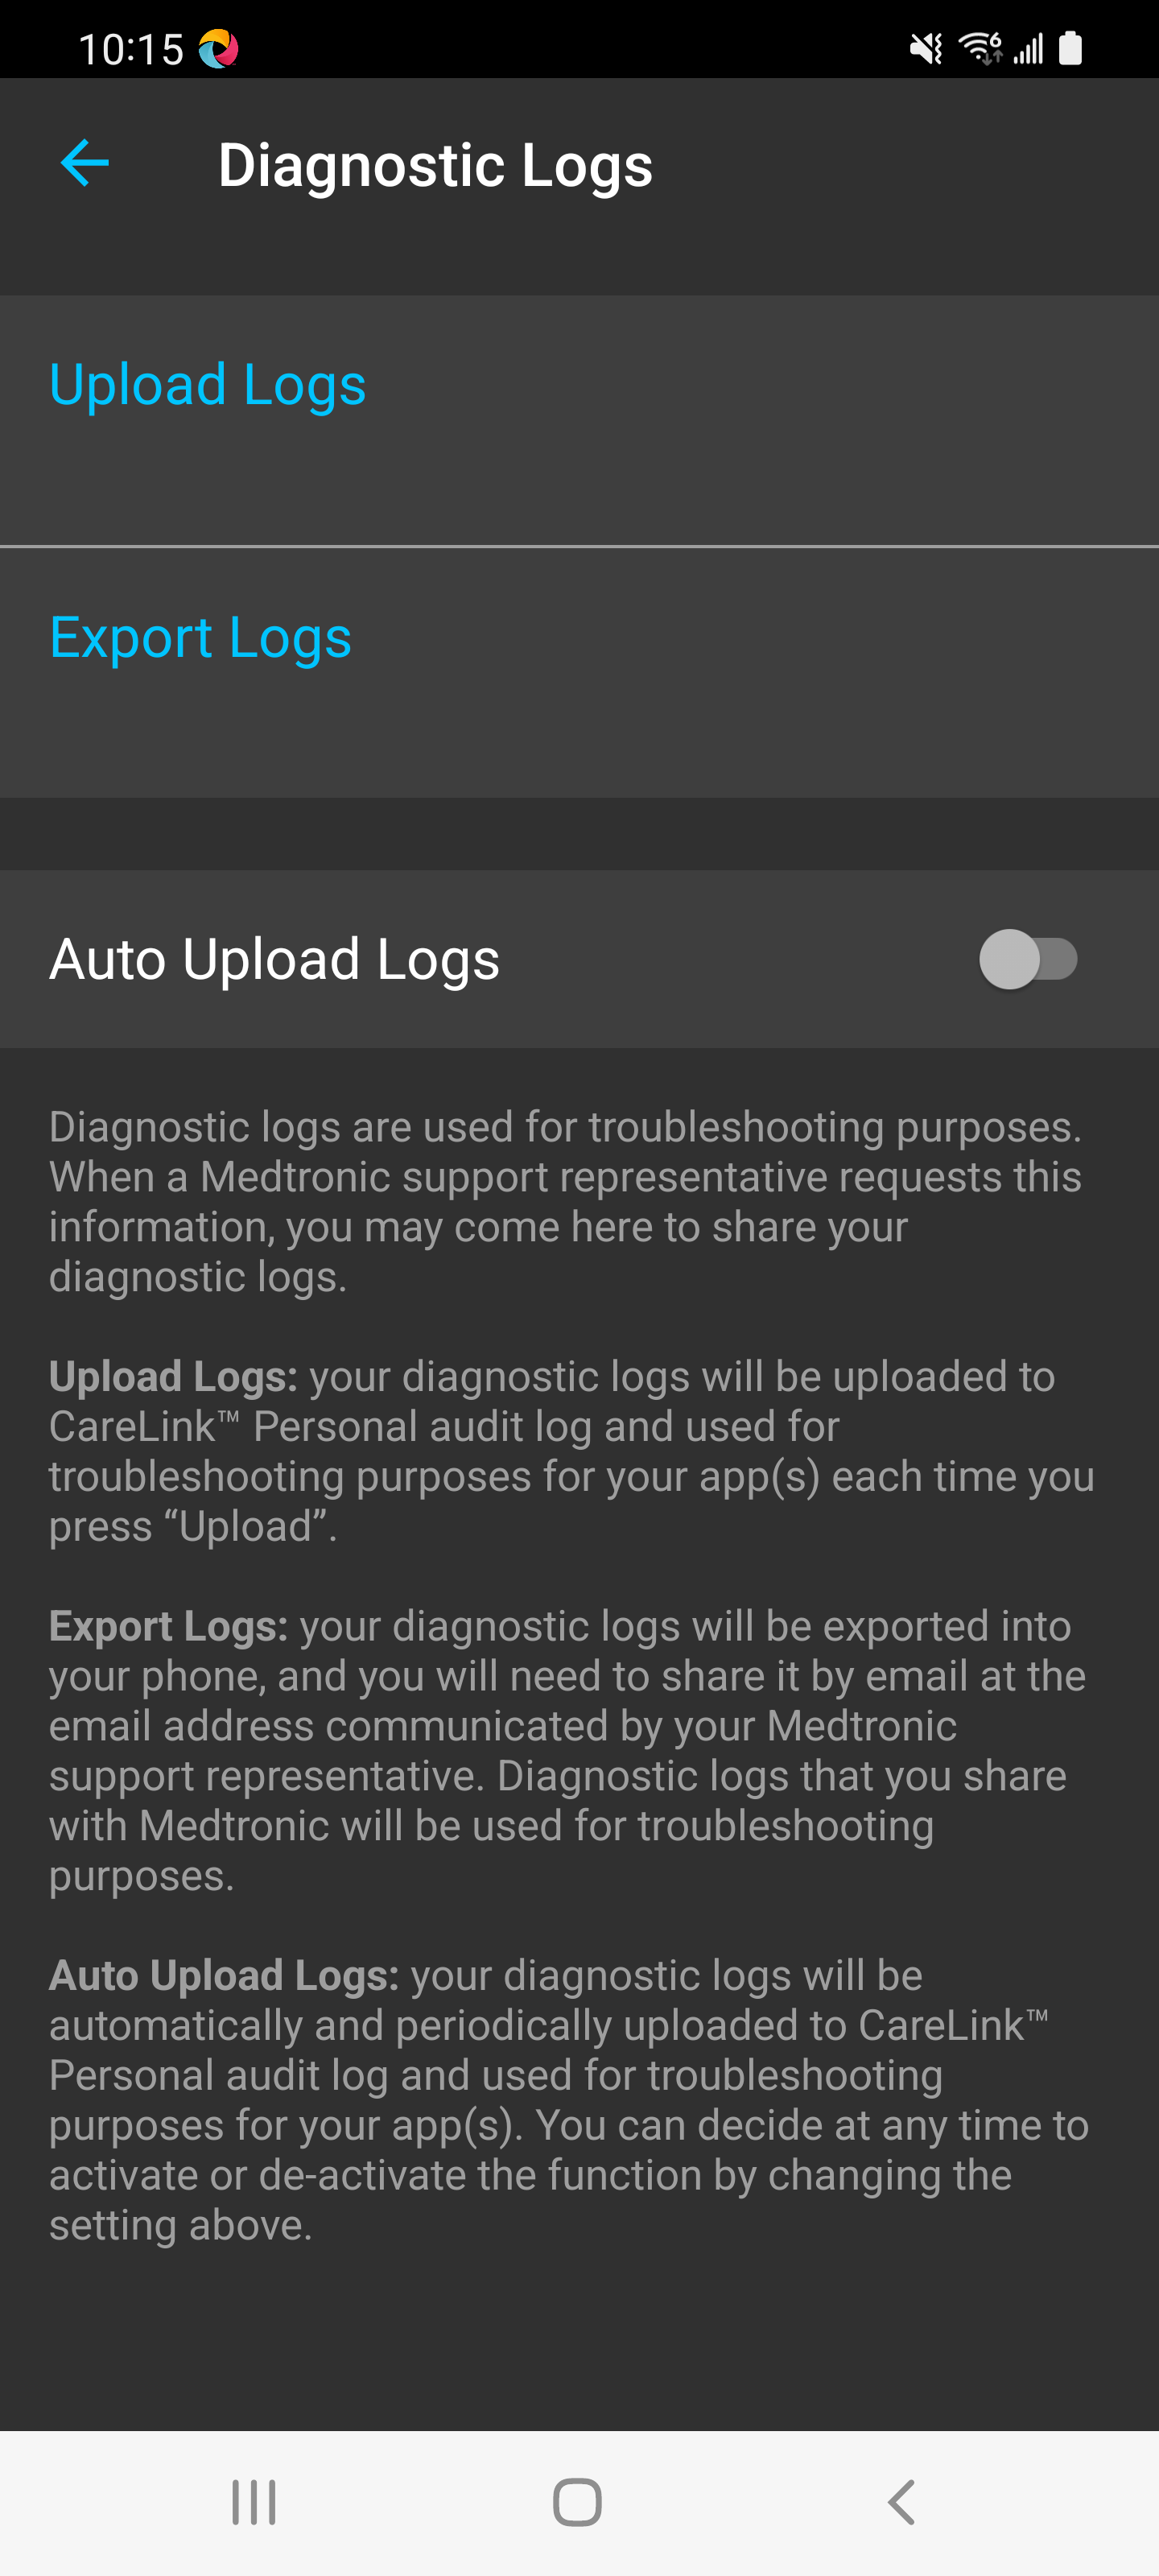 10:15
6
Diagnostic Logs
Upload Logs
Export Logs
Auto Upload Logs
Diagnostic logs are used for troubleshooting purposes.
When a Medtronic support representative requests this
information, you may come here to share your
diagnostic logs.
Upload Logs: your diagnostic logs will be uploaded to
CareLink™ Personal audit log and used for
troubleshooting purposes for your app(s) each time you
press “Upload”.
Export Logs: your diagnostic logs will be exported into
your phone, and you will need to share it by email at the
email address communicated by your Medtronic
support representative. Diagnostic logs that you share
with Medtronic will be used for troubleshooting
purposes.
Auto Upload Logs: your diagnostic logs will be
automatically and periodically uploaded to CareLink™
Personal audit log and used for troubleshooting
purposes for your app(s). You can decide at any time to
activate or de-activate the function by changing the
setting above.